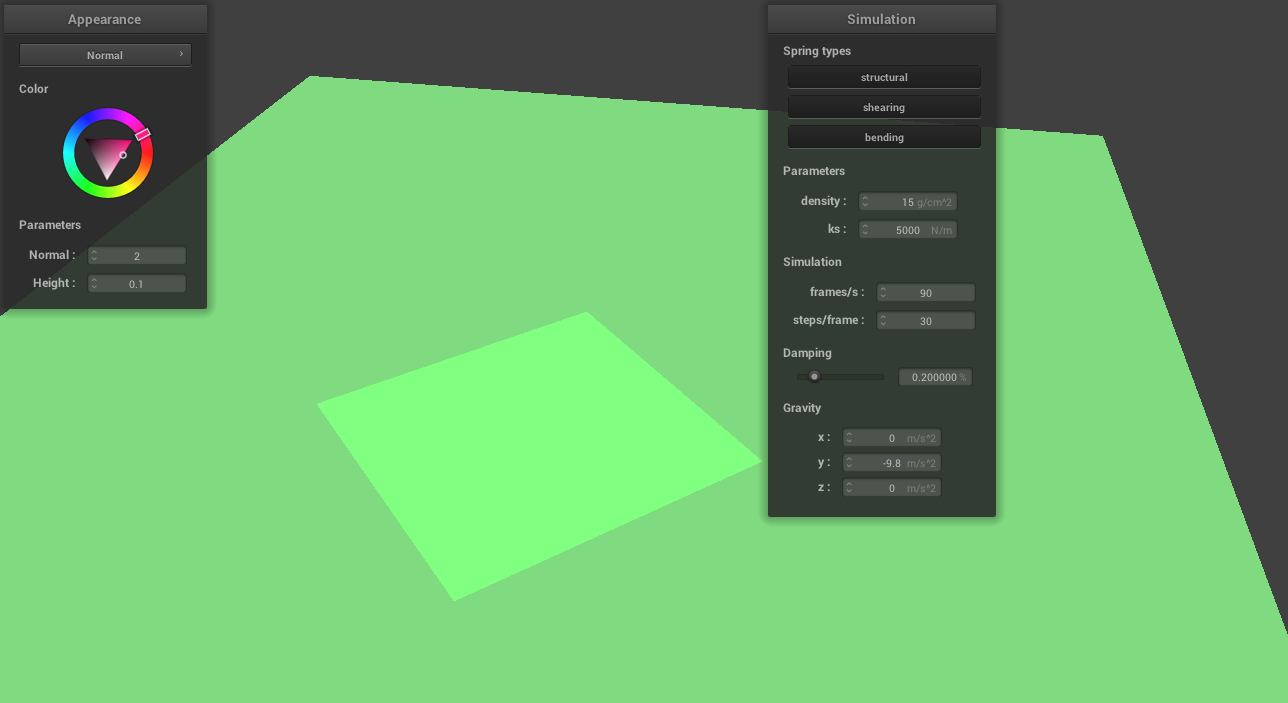 Appearance
Normal
Color
Parameters
Normal : 2
Height : 0.1
Simulation
Spring types
structural
shearing
bending
Parameters
density : 15 g/cm^2
ks : 5000 N/m
Simulation
frames/s : 90
steps/frame : 30
Damping
0.200000 %
Gravity
x : 0 m/s^2
y : -9.8 m/s^2
z : 0 m/s^2